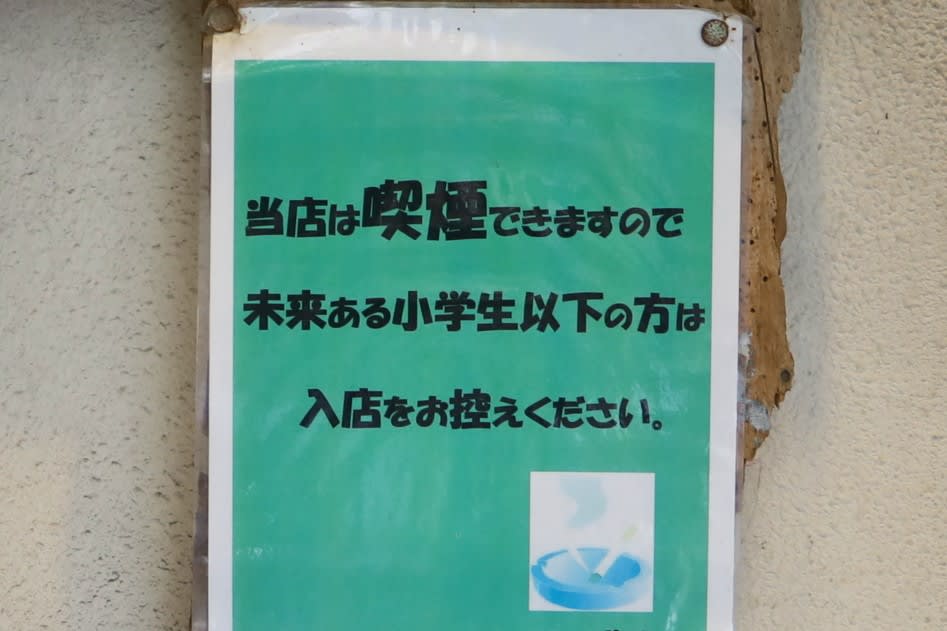 当店は喫煙できますので
未来ある小学生以下の方は
入店をお控えください。